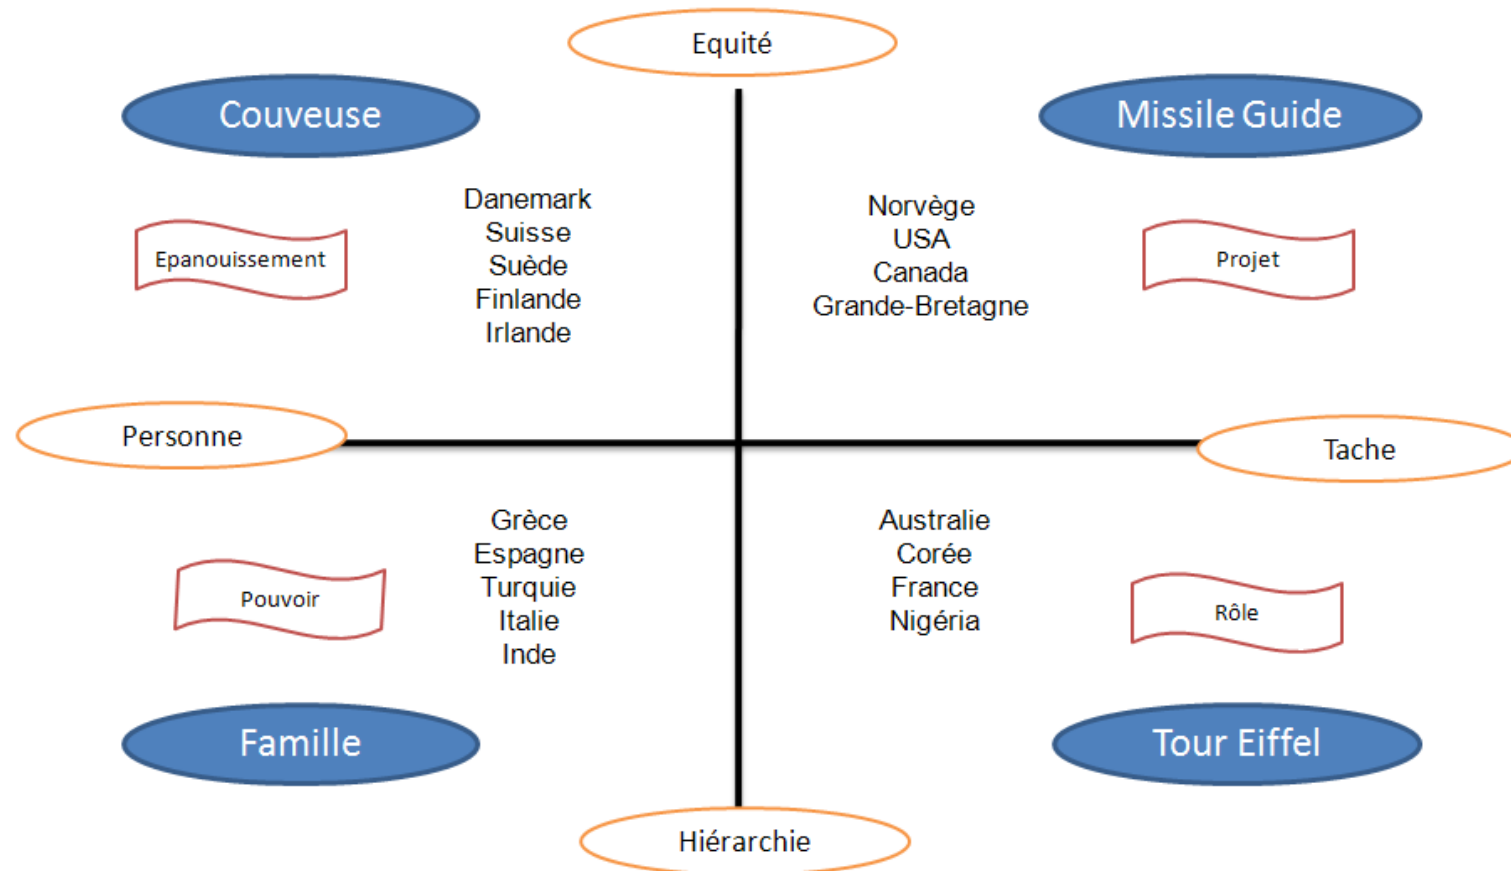 Equité
Couveuse
Missile Guide
Danemark
Suisse
Suède
Finlande
Irlande
Epanouissement
Norvège
USA
Canada
Grande-Bretagne
Projet
Personne
Tache
Grèce
Espagne
Turquie
Italie
Inde
Pouvoir
Australie
Corée
France
Nigéria
Rôle
Famille
Tour Eiffel
Hiérarchie